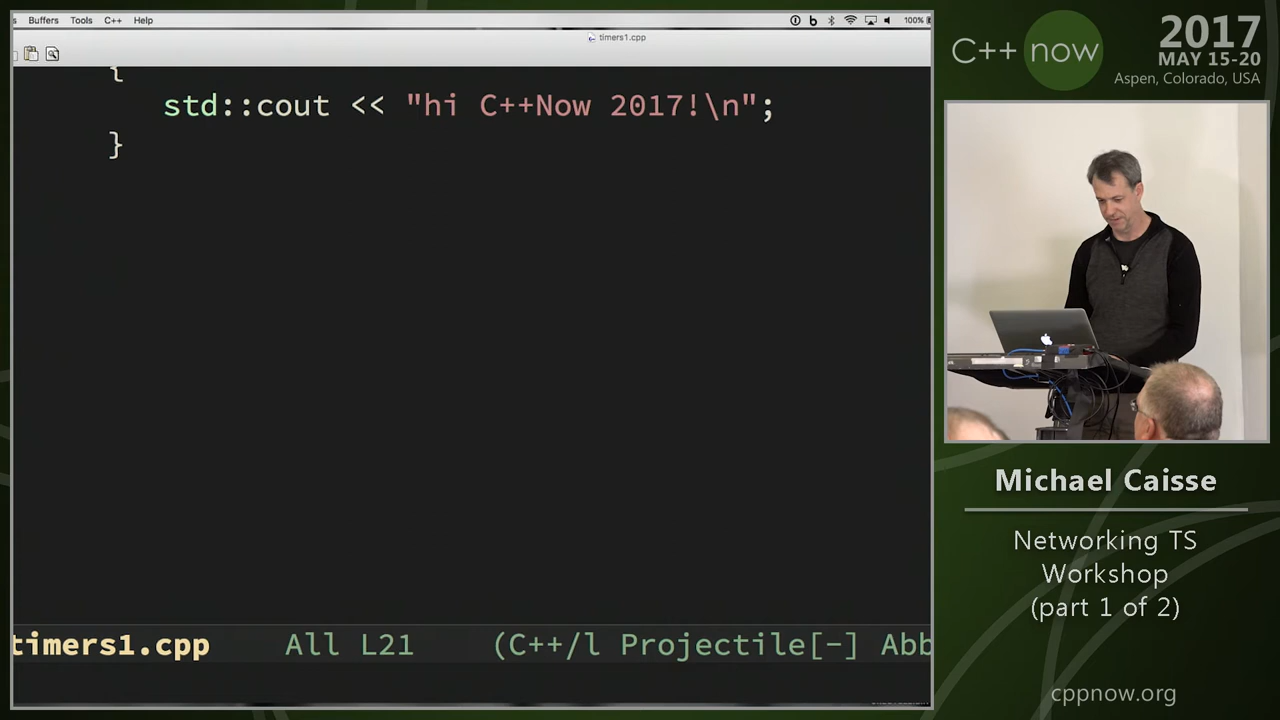 Buffers Tools C++ Help
100%
timers1.cpp
{
std::cout << "hi C++Now 2017!\n";
}
timers1.cpp All L21 (C++/l Projectile[-] Abb
C++ now
2017
MAY 15-20
Aspen, Colorado, USA
Michael Caisse
Networking TS
Workshop
(part 1 of 2)
cppnow.org